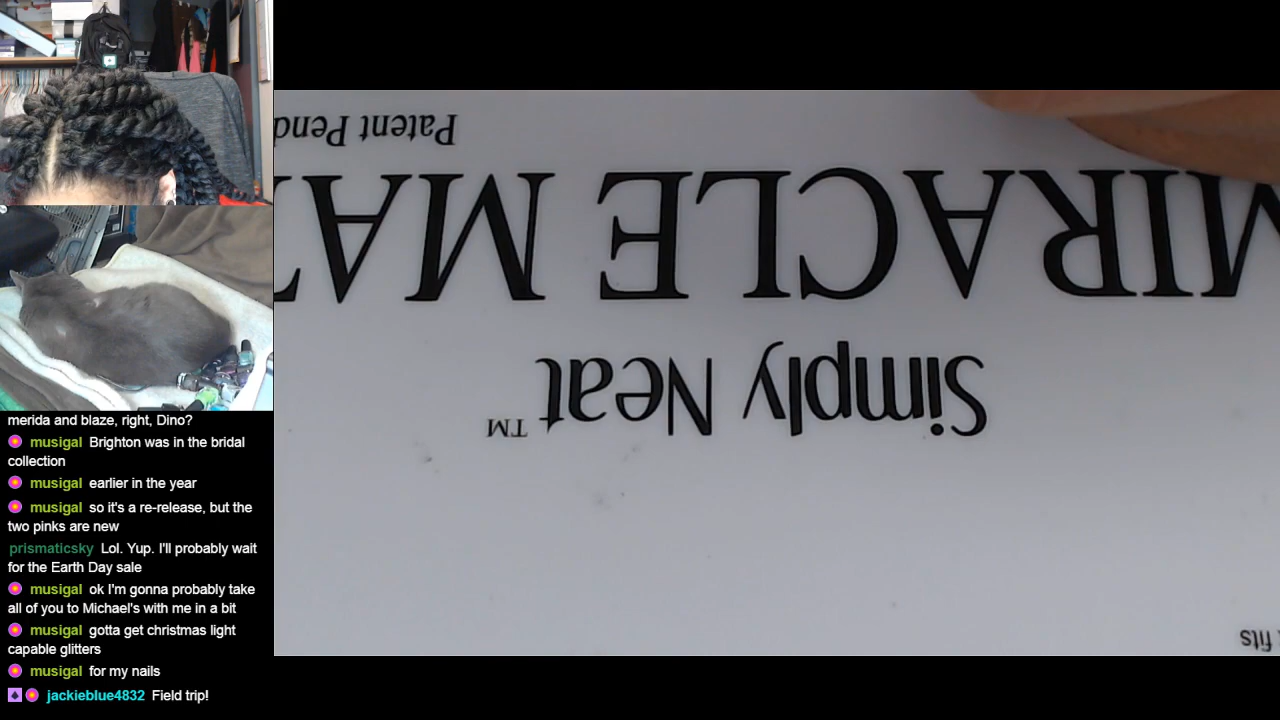 merida and blaze, right, Dino?
musigal Brighton was in the bridal
collection
musigal earlier in the year
musigal so it's a re-release, but the
two pinks are new
prismaticsky Lol. Yup. I'll probably wait
for the Earth Day sale
musigal ok I'm gonna probably take
all of you to Michael's with me in a bit
musigal gotta get christmas light
capable glitters
musigal for my nails
jackieblue4832 Field trip!
fits
Simply Neat™
MIRACLE MA
Patent Pend